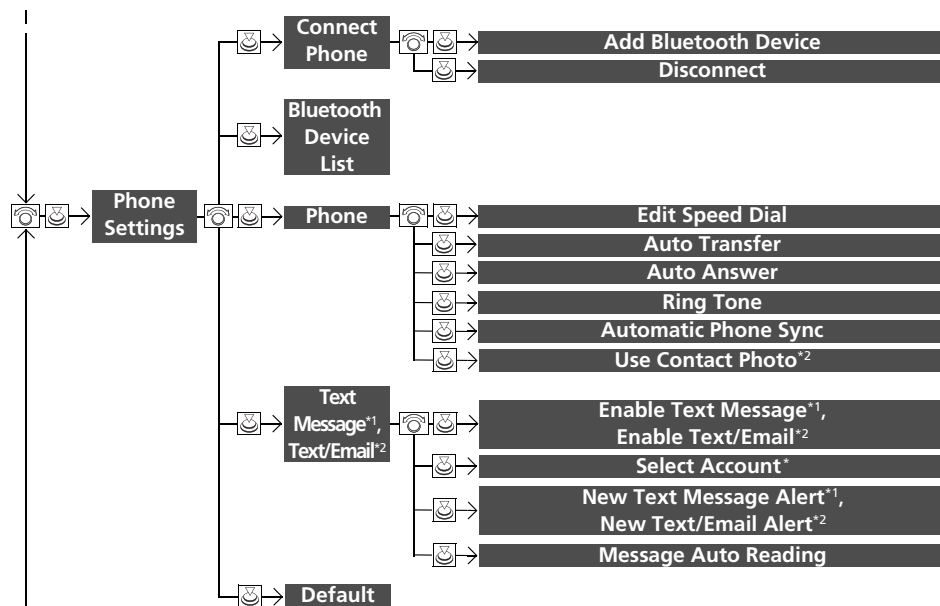 Connect
Phone
Add Bluetooth Device
Disconnect
Bluetooth
Device
List
Phone
Settings
Phone
Edit Speed Dial
Auto Transfer
Auto Answer
Ring Tone
Automatic Phone Sync
Use Contact Photo*2
Text
Message*1,
Text/Email*2
Enable Text Message*1,
Enable Text/Email*2
Select Account*
New Text Message Alert*1,
New Text/Email Alert*2
Message Auto Reading
Default